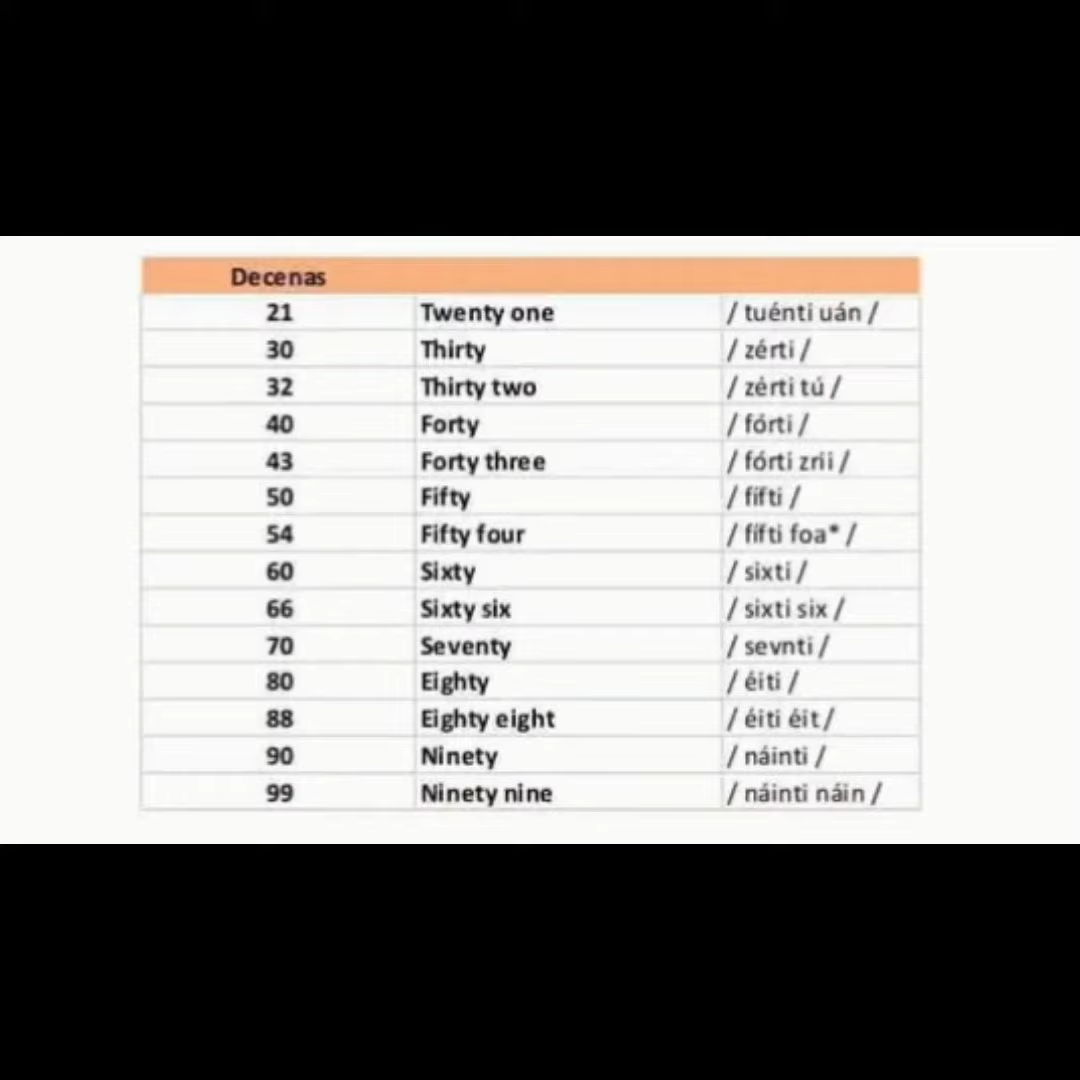 Decenas
21 Twenty one / tuénti uán /
30 Thirty / zérti /
32 Thirty two / zérti tú /
40 Forty / fórti /
43 Forty three / fórti zrii /
50 Fifty / fífti /
54 Fifty four / fífti foa* /
60 Sixty / sixti /
66 Sixty six / sixti six /
70 Seventy / sevnti /
80 Eighty / éiti /
88 Eighty eight / éiti éit /
90 Ninety / náinti /
99 Ninety nine / náinti náin /